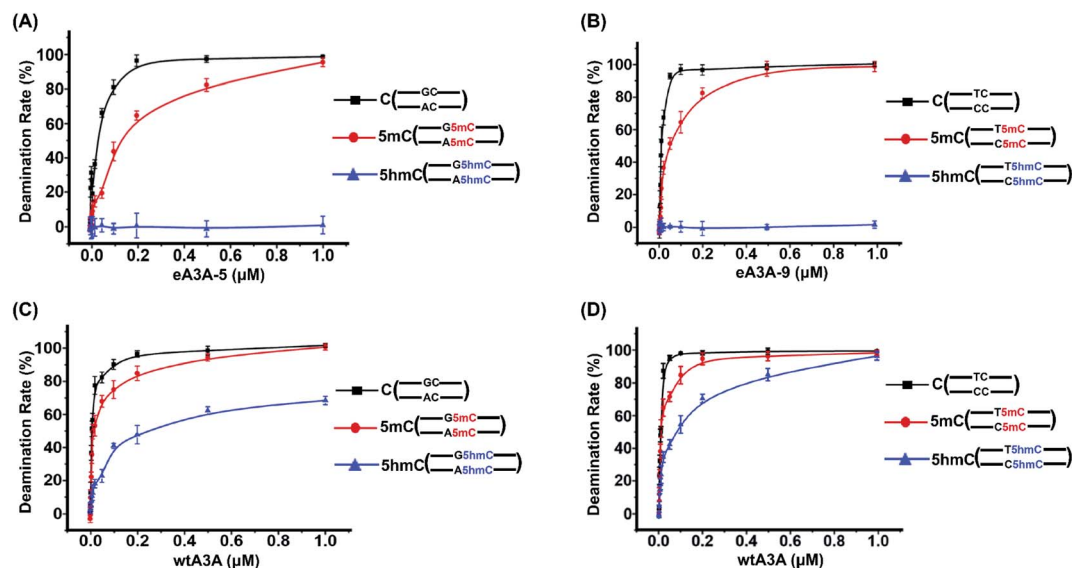 (A)
Deamination Rate (%)
100
80
60
40
20
0
0.0 0.2 0.4 0.6 0.8 1.0
eA3A-5 (μM)
C( GC
AC )
5mC( G5mC
A5mC )
5hmC( G5hmC
A5hmC )
(B)
Deamination Rate (%)
100
80
60
40
20
0
0.0 0.2 0.4 0.6 0.8 1.0
eA3A-9 (μM)
C( TC
CC )
5mC( T5mC
C5mC )
5hmC( T5hmC
C5hmC )
(C)
Deamination Rate (%)
100
80
60
40
20
0
0.0 0.2 0.4 0.6 0.8 1.0
wtA3A (μM)
C( GC
AC )
5mC( G5mC
A5mC )
5hmC( G5hmC
A5hmC )
(D)
Deamination Rate (%)
100
80
60
40
20
0
0.0 0.2 0.4 0.6 0.8 1.0
wtA3A (μM)
C( TC
CC )
5mC( T5mC
C5mC )
5hmC( T5hmC
C5hmC )